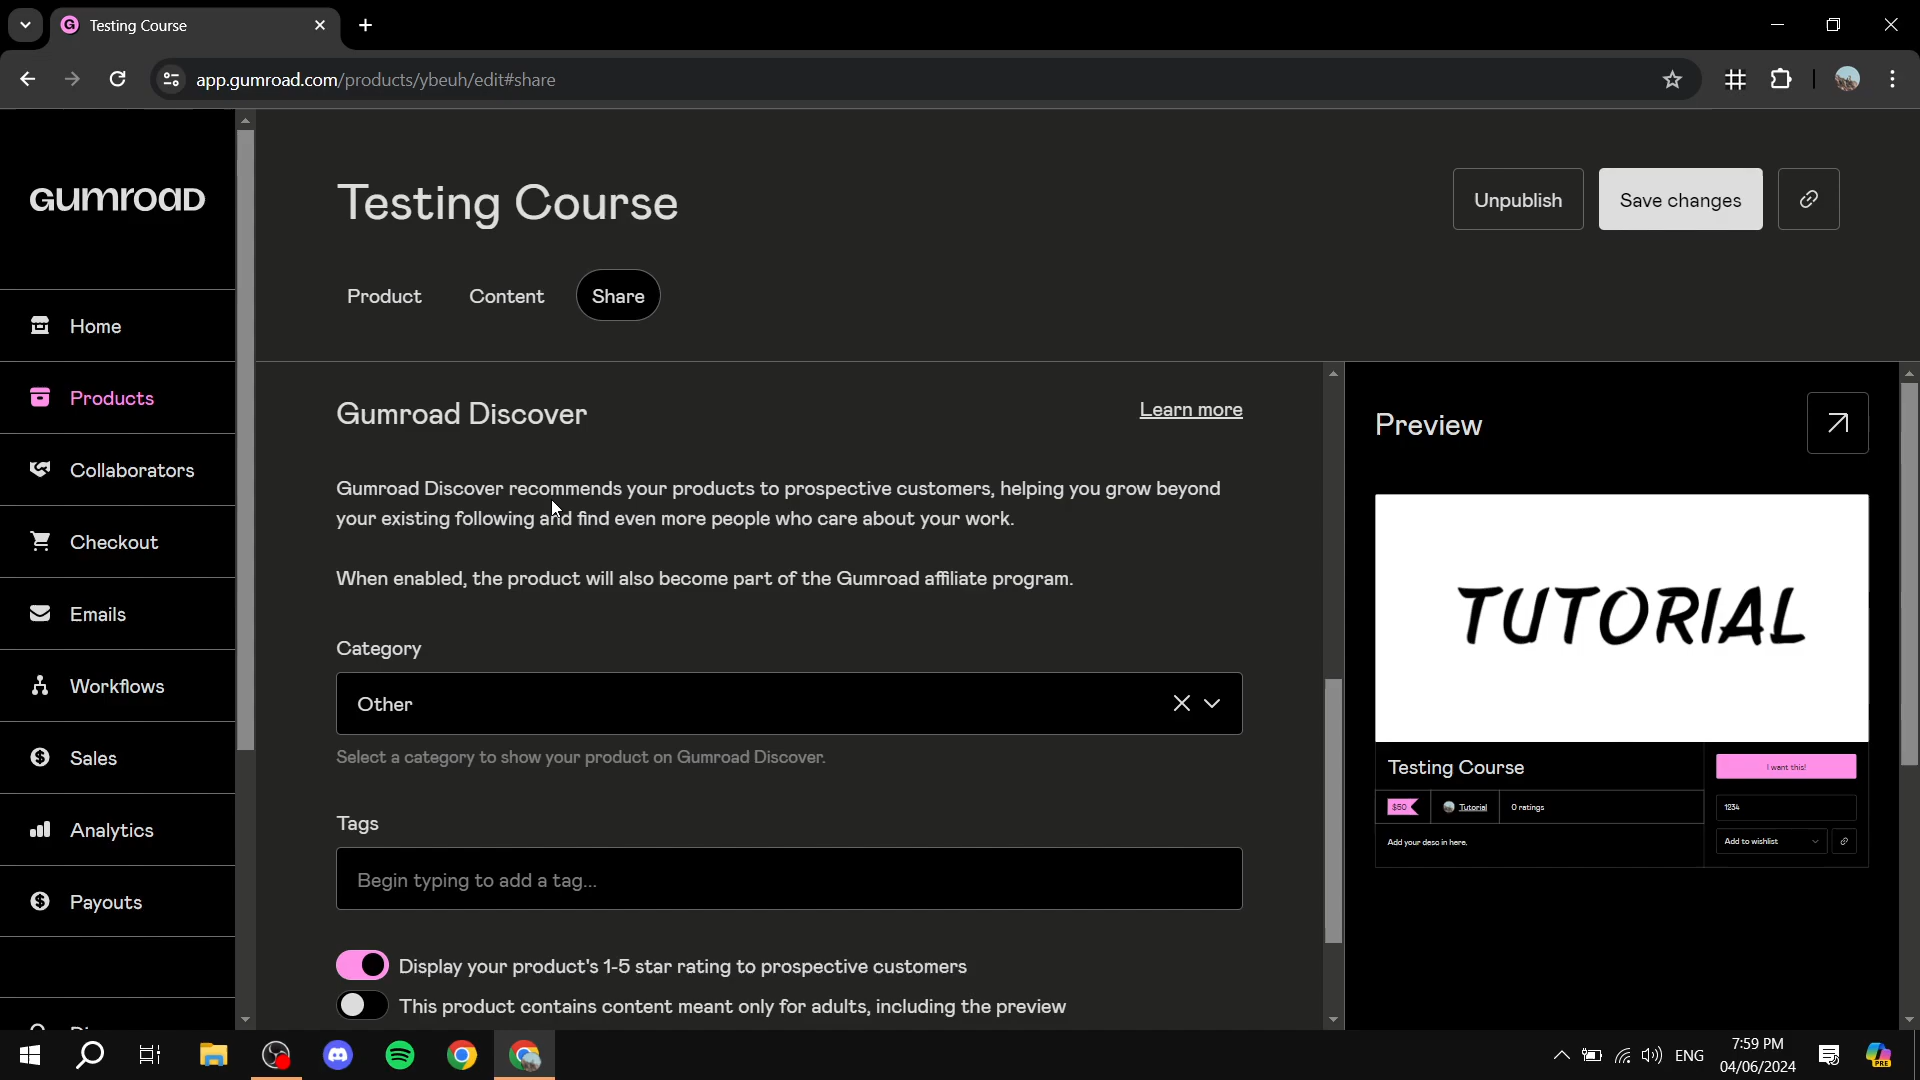 Testing Course
app.gumroad.com/products/ybeuh/edit#share
GUMROAD
Home
Products
Collaborators
Checkout
Emails
Workflows
Sales
Analytics
Payouts
Testing Course
Unpublish
Save changes
Product
Content
Share
Gumroad Discover
Learn more
Gumroad Discover recommends your products to prospective customers, helping you grow beyond
your existing following and find even more people who care about your work.
When enabled, the product will also become part of the Gumroad affiliate program.
Category
Other
Select a category to show your product on Gumroad Discover.
Tags
Begin typing to add a tag...
Display your product's 1-5 star rating to prospective customers
This product contains content meant only for adults, including the preview
Preview
TUTORIAL
Testing Course
I want this!
$50
Tutorial
0 ratings
1234
Add your desc in here.
Add to wishlist
ENG
7:59 PM
04/06/2024
PRE